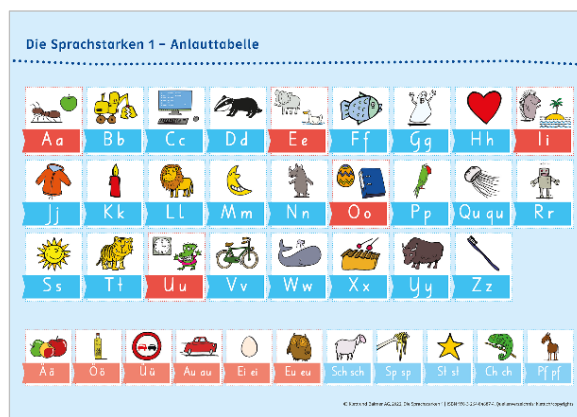 Die Sprachstarken 1 – Anlauttabelle
Aa Bb Cc Dd Ee Ff Gg Hh Ii
Jj Kk Ll Mm Nn Oo Pp Qu qu Rr
Ss Tt Uu Vv Ww Xx Yy Zz
Ää Öö Üü Au au Ei ei Eu eu Sch sch Sp sp St st Ch ch Pf pf